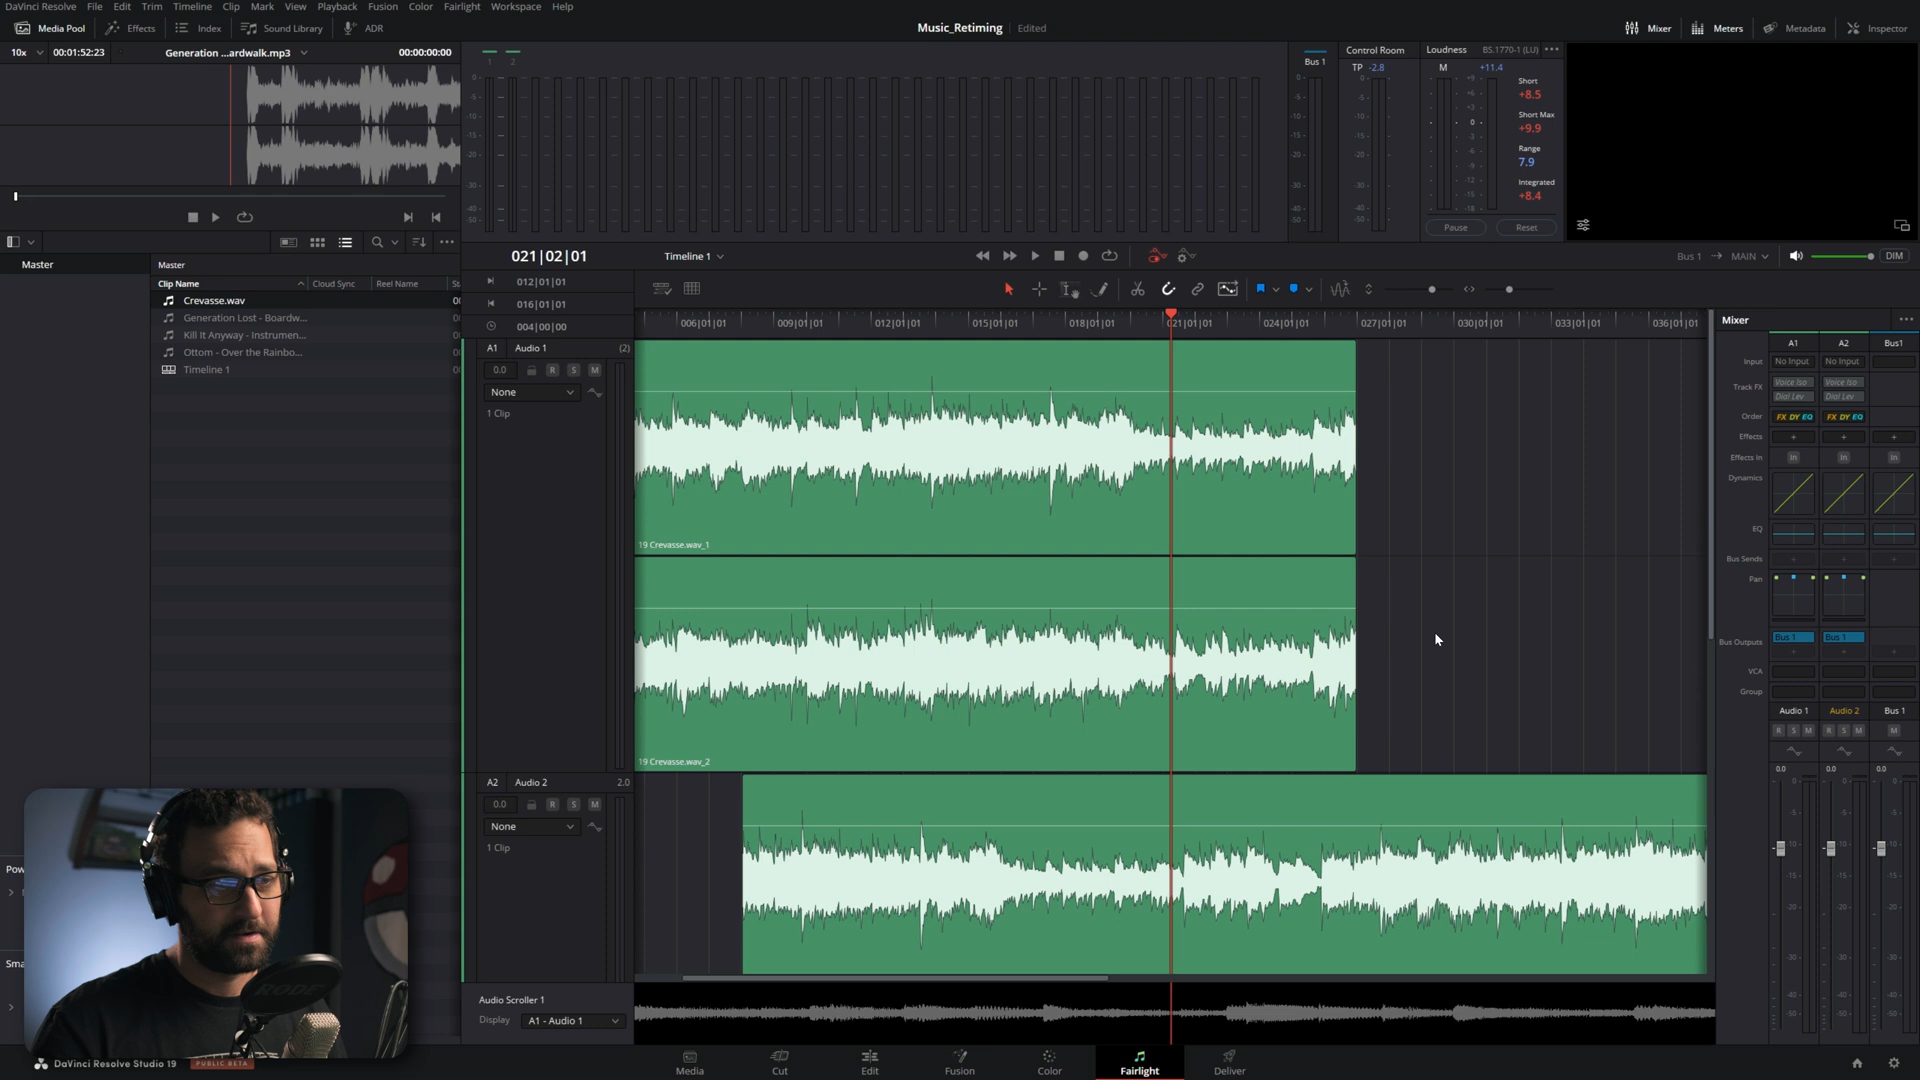 DaVinci Resolve File Edit Trim Timeline Clip Mark View Playback Fusion Color Fairlight Workspace Help
Media Pool Effects Index Sound Library ADR
Music_Retiming Edited
Mixer Meters Metadata Inspector
10x 00:01:52:23 Generation ...ardwalk.mp3 00:00:00:00
1 2
Bus 1
Control Room
TP -2.8
Loudness BS.1770-1 (LU)
M +11.4
Short
+8.5
Short Max
+9.9
Range
7.9
Integrated
+8.4
Pause Reset
021|02|01
Timeline 1
Bus 1 → MAIN DIM
Master
Master
Clip Name Cloud Sync Reel Name
Crevasse.wav
Generation Lost - Boardw...
Kill It Anyway - Instrumen...
Ottom - Over the Rainbo...
Timeline 1
012|01|01
016|01|01
004|00|00
006|01|01 009|01|01 012|01|01 015|01|01 018|01|01 021|01|01 024|01|01 027|01|01 030|01|01 033|01|01 036|01|01
A1 Audio 1 (2)
0.0 R S M
None
1 Clip
19 Crevasse.wav_1
19 Crevasse.wav_2
A2 Audio 2 2.0
0.0 R S M
None
1 Clip
Audio Scroller 1
Display A1 - Audio 1
Mixer
A1 A2 Bus1
Input No Input No Input
Track FX Voice Iso Voice Iso
Dial Lev Dial Lev
Order FX DY EQ FX DY EQ
Effects
Effects In In In In
Dynamics
EQ
Bus Sends
Pan
Bus Outputs Bus 1 Bus 1
VCA
Group
Audio 1 Audio 2 Bus 1
R S M R S M M
0.0 0.0 0.0
Pow
Sma
RODE
DaVinci Resolve Studio 19 PUBLIC BETA
Media Cut Edit Fusion Color Fairlight Deliver